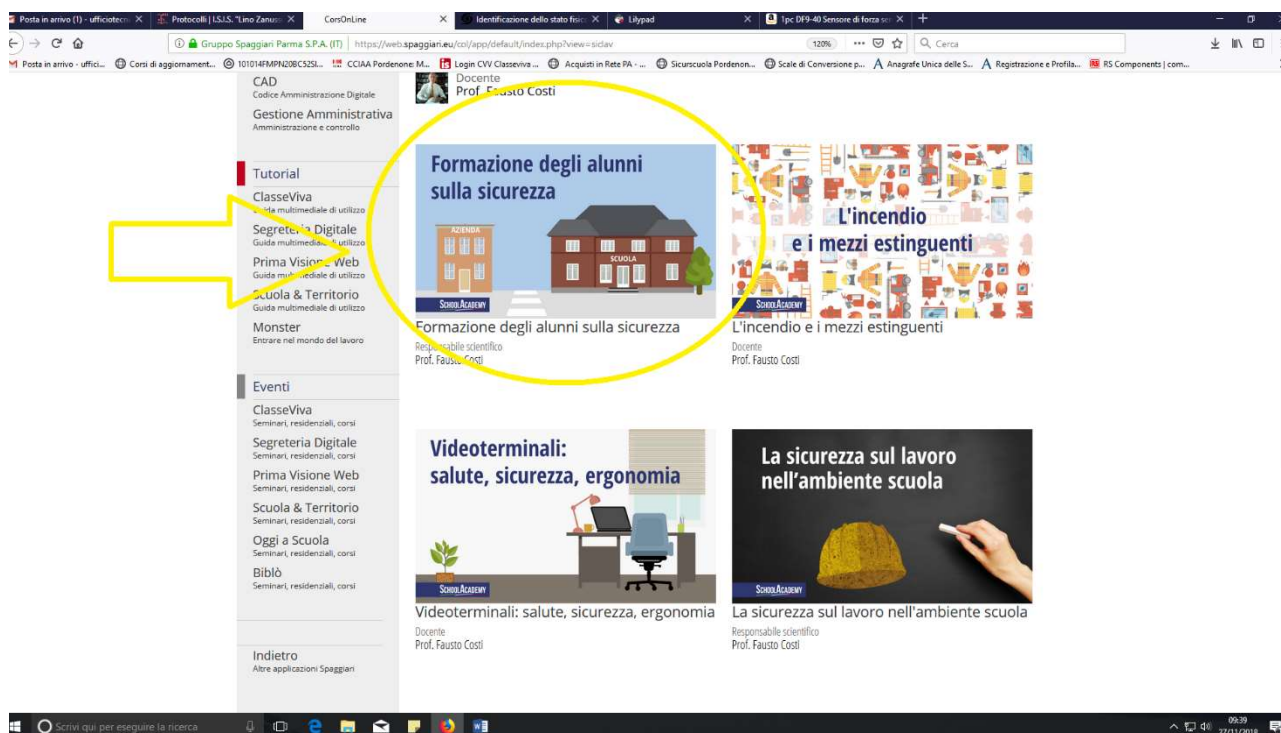 Posta in arrivo (1) - ufficiotecni
Protocolli | I.S.I.S. "Lino Zanuss
CorsOnLine
Identificazione dello stato fisic
Lilypad
1pc DF9-40 Sensore di forza ser
Gruppo Spaggiari Parma S.P.A. (IT)
https://web.spaggiari.eu/col/app/default/index.php?view=siclav
120%
Cerca
Posta in arrivo - uffici...
Corsi di aggiornament...
101014FMPN20BC52SI...
CCIAA Pordenone: M...
Login CVV Classeviva ...
Acquisti in Rete PA - ...
Sicurscuola Pordenon...
Scale di Conversione p...
Anagrafe Unica delle S...
Registrazione e Profila...
RS Components | com...
CAD
Codice Amministrazione Digitale
Gestione Amministrativa
Amministrazione e controllo
Tutorial
ClasseViva
Guida multimediale di utilizzo
Segreteria Digitale
Guida multimediale di utilizzo
Prima Visione Web
Guida multimediale di utilizzo
Scuola & Territorio
Guida multimediale di utilizzo
Monster
Entrare nel mondo del lavoro
Eventi
ClasseViva
Seminari, residenziali, corsi
Segreteria Digitale
Seminari, residenziali, corsi
Prima Visione Web
Seminari, residenziali, corsi
Scuola & Territorio
Seminari, residenziali, corsi
Oggi a Scuola
Seminari, residenziali, corsi
Biblò
Seminari, residenziali, corsi
Indietro
Altre applicazioni Spaggiari
Docente
Prof. Fausto Costi
Formazione degli alunni
sulla sicurezza
AZIENDA
SCUOLA
SCHOOLACADEMY
Formazione degli alunni sulla sicurezza
Responsabile scientifico
Prof. Fausto Costi
L'incendio
e i mezzi estinguenti
SCHOOLACADEMY
L'incendio e i mezzi estinguenti
Docente
Prof. Fausto Costi
Videoterminali:
salute, sicurezza, ergonomia
SCHOOLACADEMY
Videoterminali: salute, sicurezza, ergonomia
Docente
Prof. Fausto Costi
La sicurezza sul lavoro
nell'ambiente scuola
SCHOOLACADEMY
La sicurezza sul lavoro nell'ambiente scuola
Responsabile scientifico
Prof. Fausto Costi
Scrivi qui per eseguire la ricerca
09:39
27/11/2018